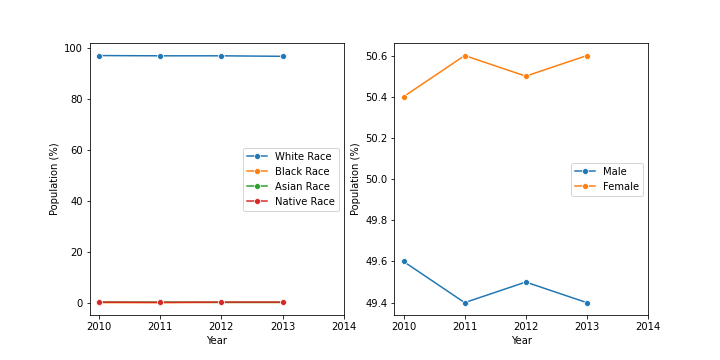 100
80
60
40
20
0
Population (%)
2010 2011 2012 2013 2014
Year
White Race
Black Race
Asian Race
Native Race
50.6
50.4
50.2
50.0
49.8
49.6
49.4
Population (%)
2010 2011 2012 2013 2014
Year
Male
Female